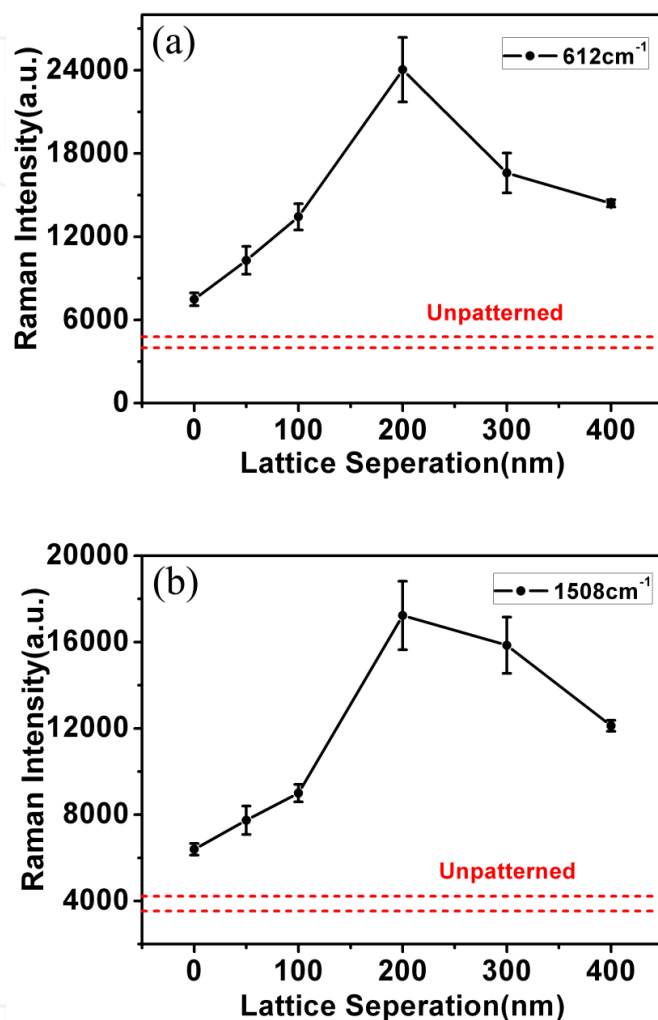 (a)
612cm⁻¹
Raman Intensity(a.u.)
24000
18000
12000
6000
0
Unpatterned
0 100 200 300 400
Lattice Seperation(nm)
(b)
1508cm⁻¹
Raman Intensity(a.u.)
20000
16000
12000
8000
4000
Unpatterned
0 100 200 300 400
Lattice Seperation(nm)